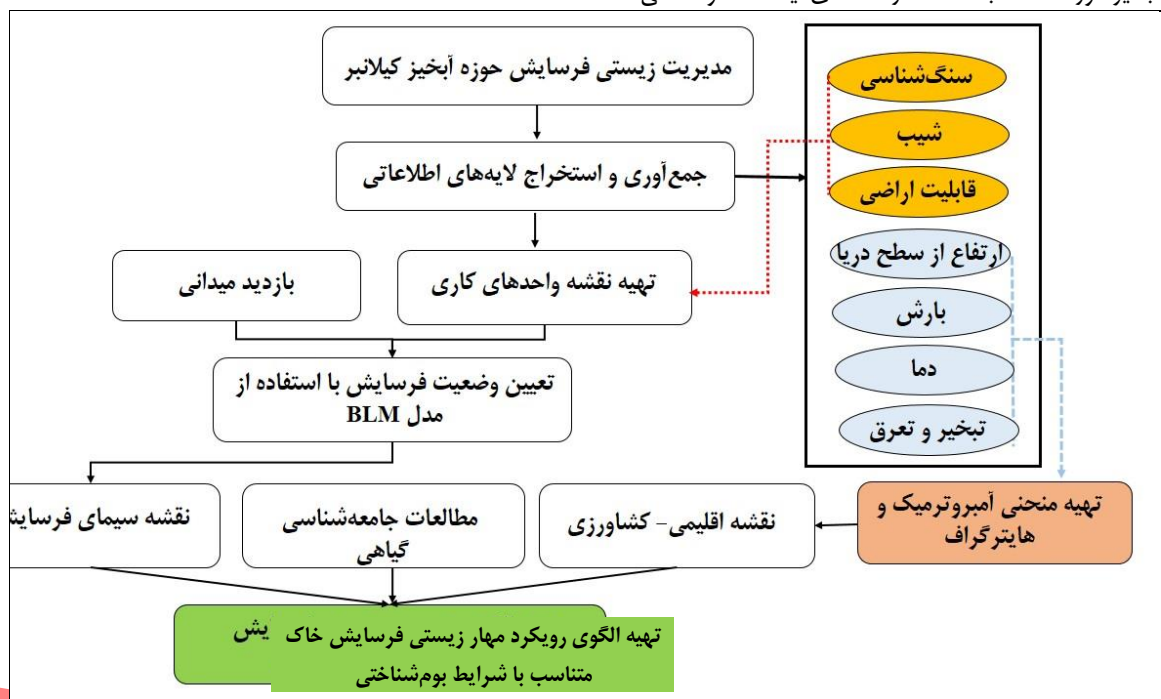 مدیریت زیستی فرسایش حوزه آبخیز کیلانبر
جمع‌آوری و استخراج لایه‌های اطلاعاتی
سنگ‌شناسی
شیب
قابلیت اراضی
ارتفاع از سطح دریا
بارش
دما
تبخیر و تعرق
تهیه نقشه واحدهای کاری
بازدید میدانی
تعیین وضعیت فرسایش با استفاده از
مدل BLM
تهیه منحنی آمبروترمیک و
هایترگراف
نقشه اقلیمی- کشاورزی
مطالعات جامعه‌شناسی
گیاهی
نقشه سیمای فرسایش
تهیه الگوی رویکرد مهار زیستی فرسایش خاک
متناسب با شرایط بوم‌شناختی